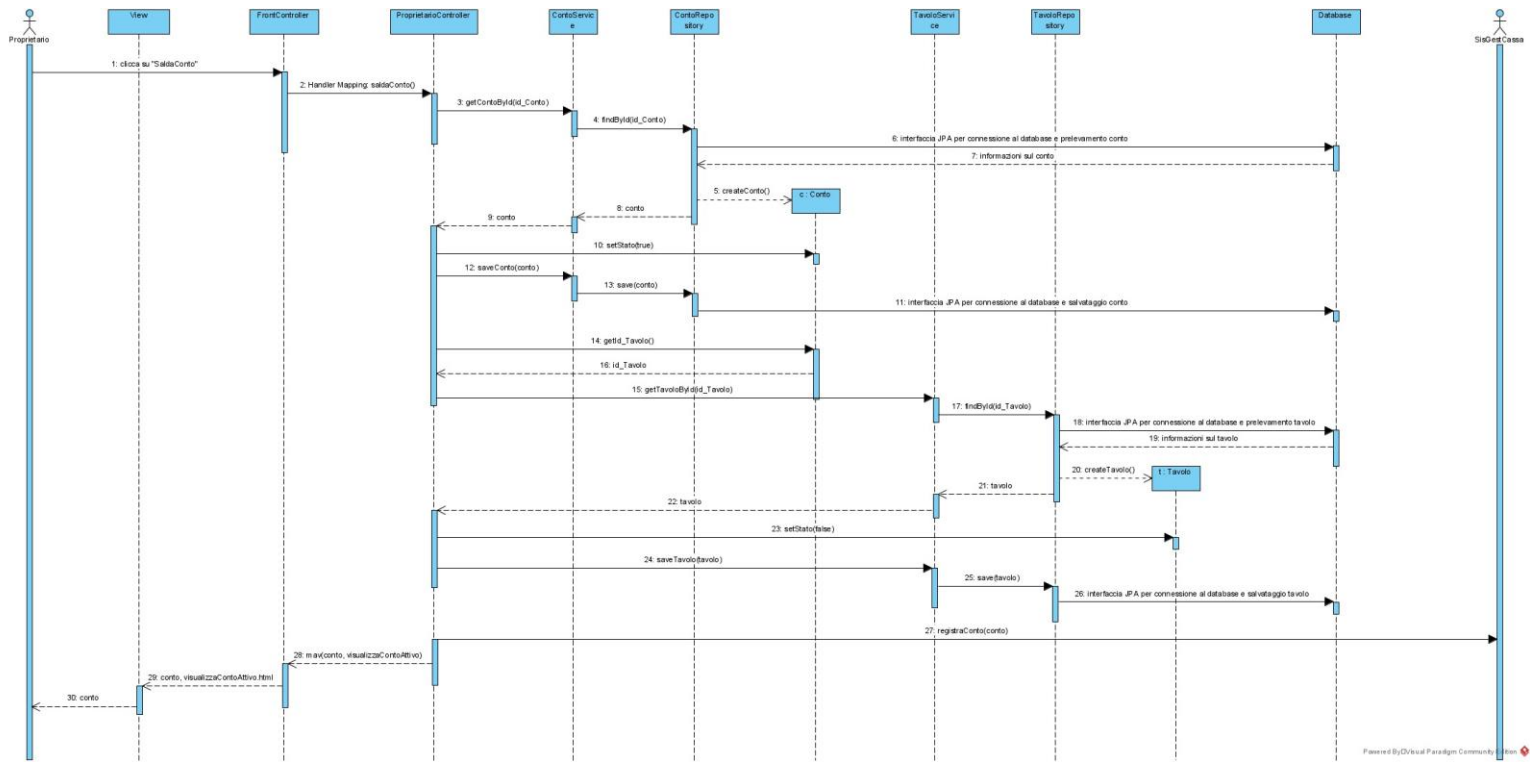 View
FrontController
ProprietarioController
ContoServic
e
ContoRepo
sitory
TavoloServi
ce
TavoloRepo
sitory
Database
Proprietario
SisGestCassa
1: clicca su "SaldaConto"
2: Handler Mapping: saldaConto()
3: getContoById(id_Conto)
4: findById(id_Conto)
6: interfaccia JPA per connessione al database e prelevamento conto
7: informazioni sul conto
5: createConto()
c : Conto
8: conto
9: conto
10: setStato(true)
12: saveConto(conto)
13: save(conto)
11: interfaccia JPA per connessione al database e salvataggio conto
14: getId_Tavolo()
16: id_Tavolo
15: getTavoloById(id_Tavolo)
17: findById(id_Tavolo)
18: interfaccia JPA per connessione al database e prelevamento tavolo
19: informazioni sul tavolo
20: createTavolo()
t : Tavolo
21: tavolo
22: tavolo
23: setStato(false)
24: saveTavolo(tavolo)
25: save(tavolo)
26: interfaccia JPA per connessione al database e salvataggio tavolo
27: registraConto(conto)
28: mav(conto, visualizzaContoAttivo)
29: conto, visualizzaContoAttivo.html
30: conto
Powered By Visual Paradigm Community Edition